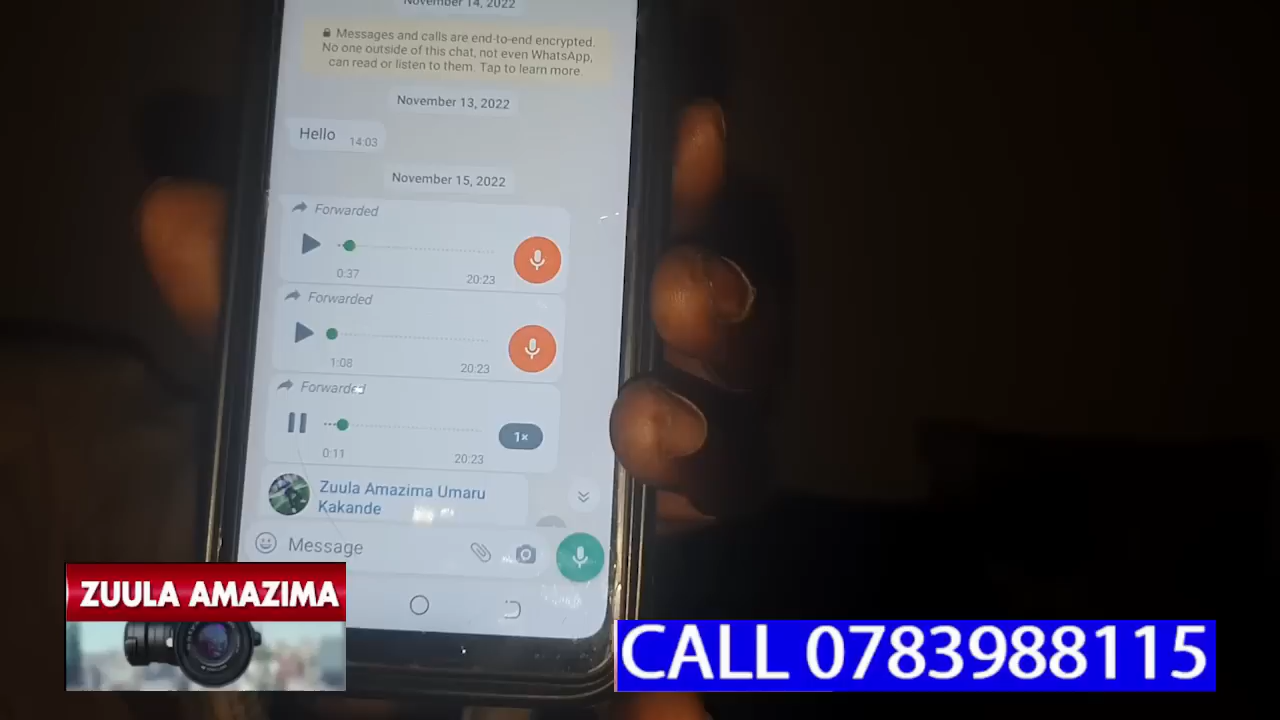 November 14, 2022
Messages and calls are end-to-end encrypted.
No one outside of this chat, not even WhatsApp,
can read or listen to them. Tap to learn more.
November 13, 2022
Hello 14:03
November 15, 2022
Forwarded
0:37 20:23
Forwarded
1:08 20:23
Forwarded
1×
0:11 20:23
Zuula Amazima Umaru
Kakande
Message
ZUULA AMAZIMA
CALL 0783988115